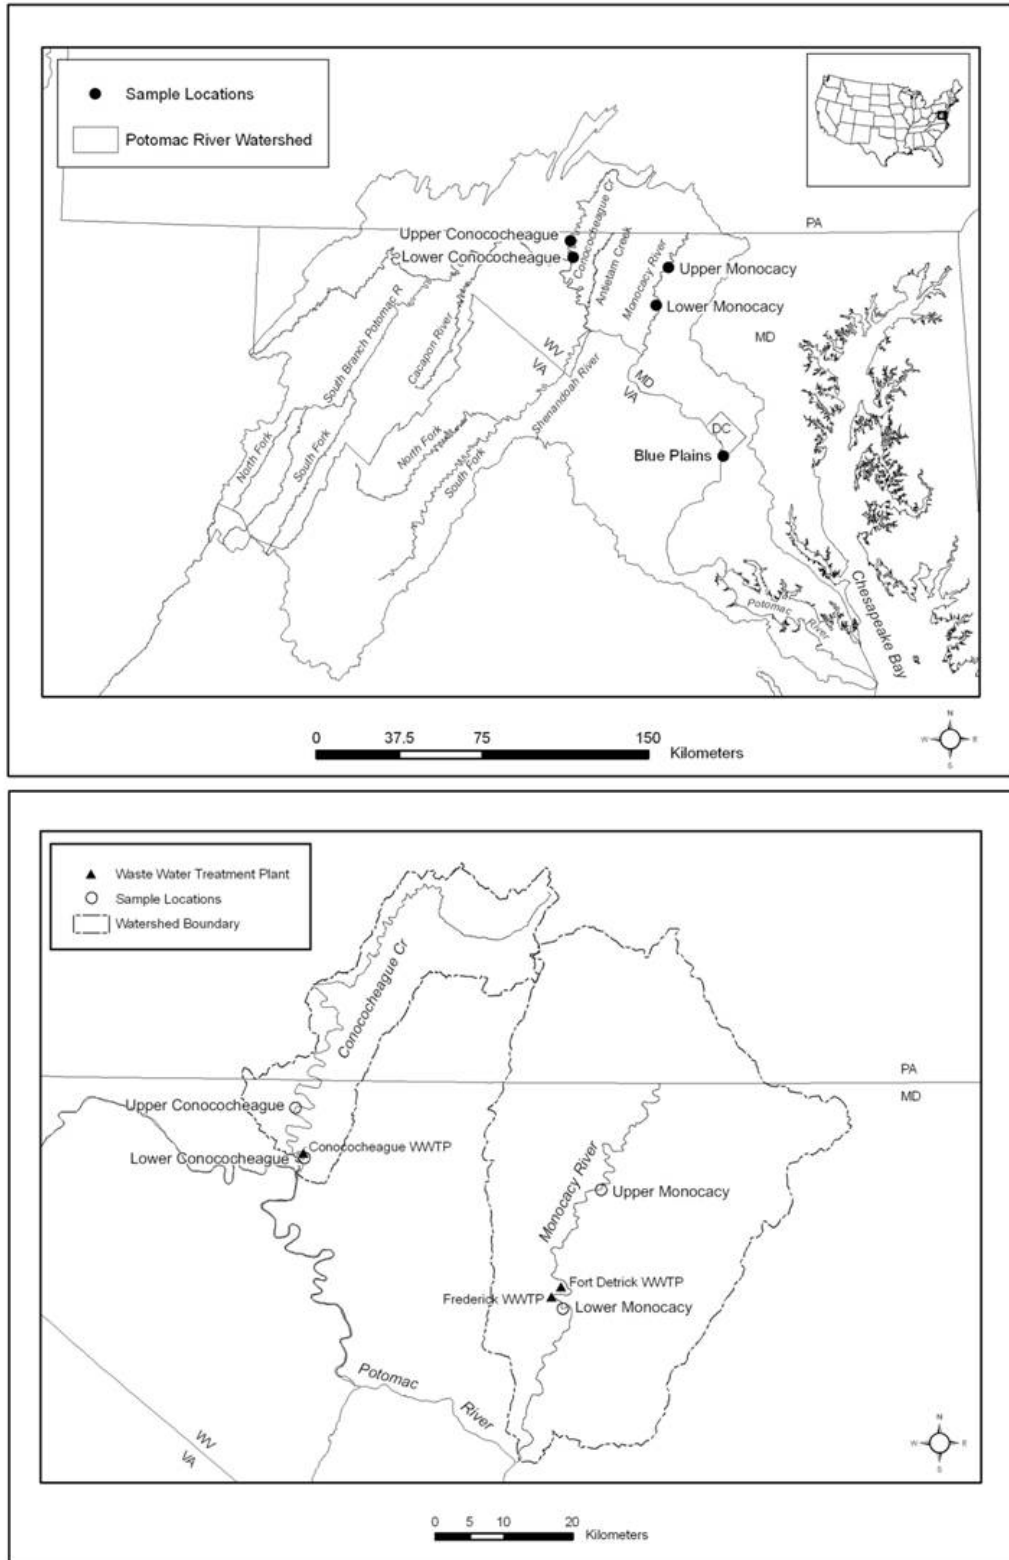 Sample Locations
Potomac River Watershed
PA
Upper Conococheague
Lower Conococheague
Conococheague Cr
Antietam Creek
Monocacy River
Upper Monocacy
Lower Monocacy
MD
South Branch Potomac R
Cacapon River
WV
VA
MD
VA
Shenandoah River
North Fork
South Fork
North Fork
South Fork
DC
Blue Plains
Potomac
River
Chesapeake Bay
0 37.5 75 150
Kilometers
N
W E
S
Waste Water Treatment Plant
Sample Locations
Watershed Boundary
Conococheague Cr
PA
MD
Upper Conococheague
Conococheague WWTP
Lower Conococheague
Monocacy River
Upper Monocacy
Fort Detrick WWTP
Frederick WWTP
Lower Monocacy
Potomac
River
WV
VA
N
W E
S
0 5 10 20
Kilometers